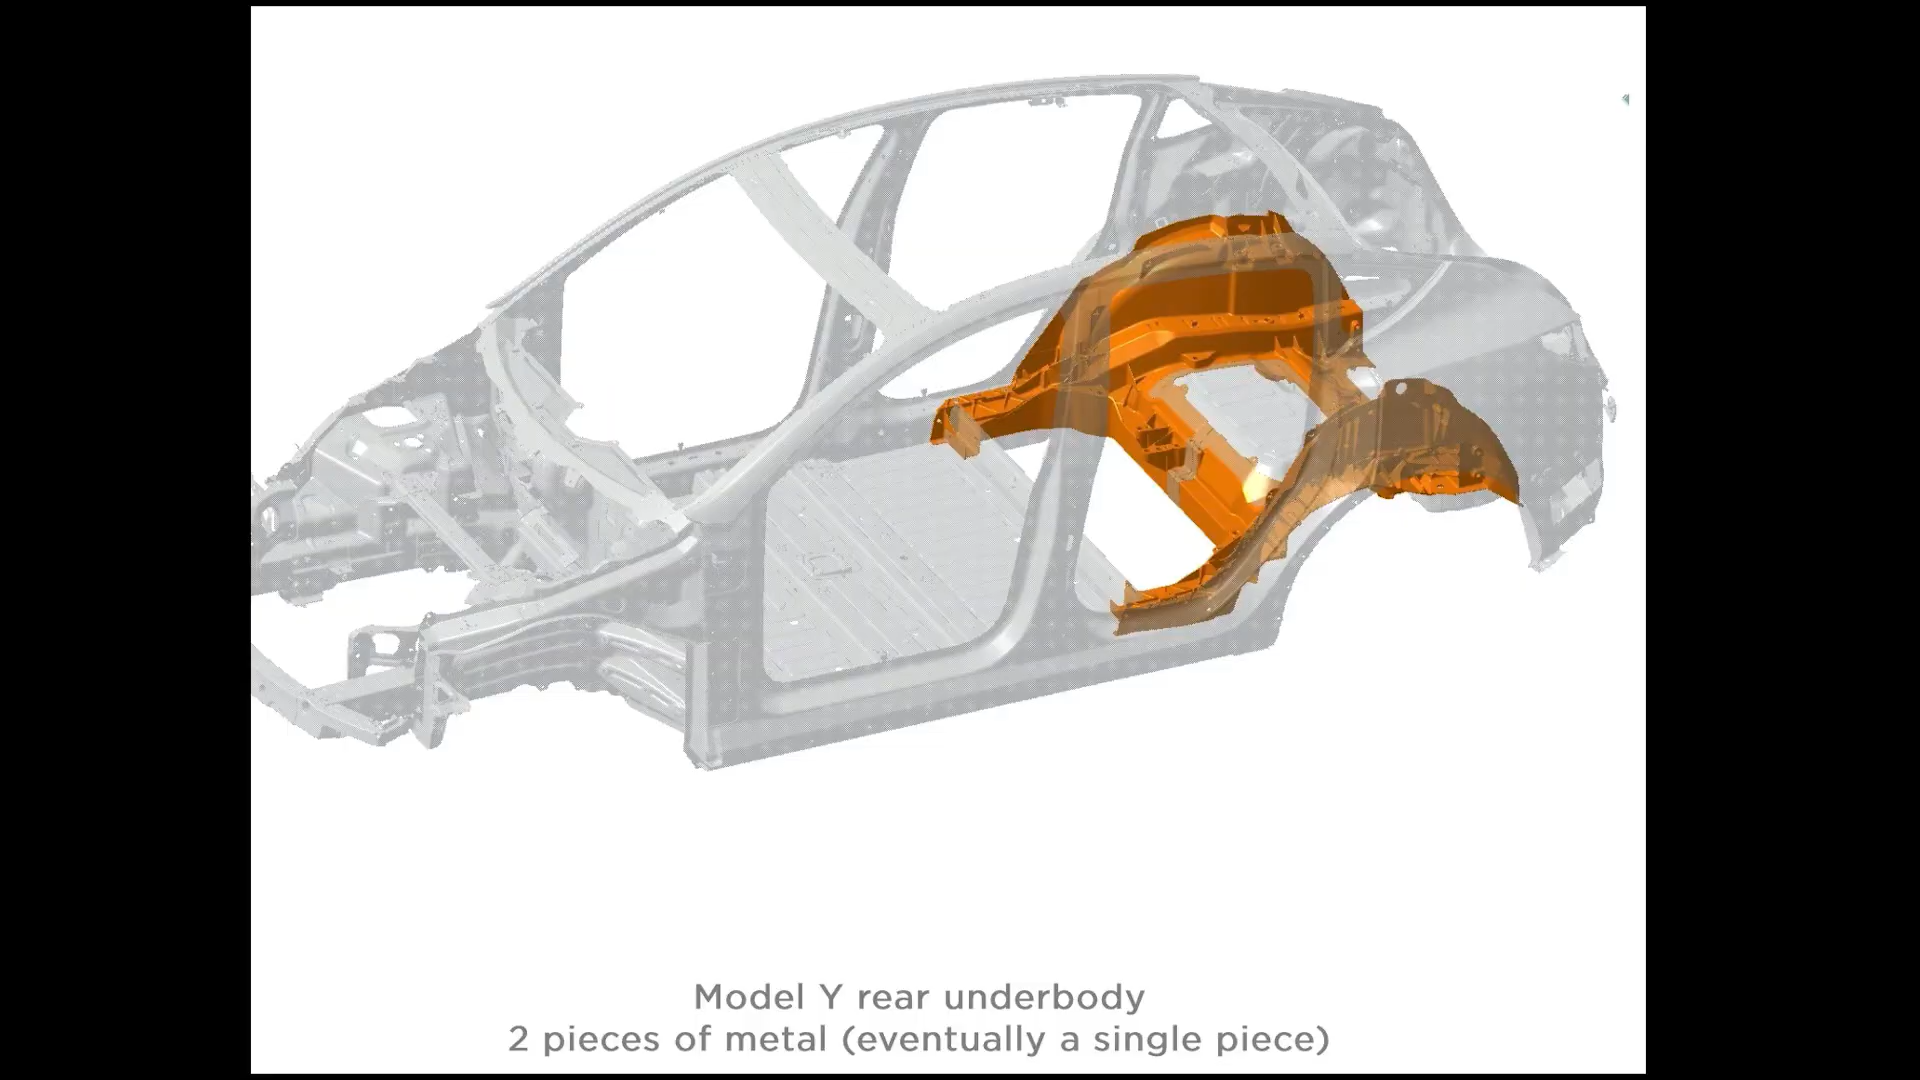 Model Y rear underbody
2 pieces of metal (eventually a single piece)